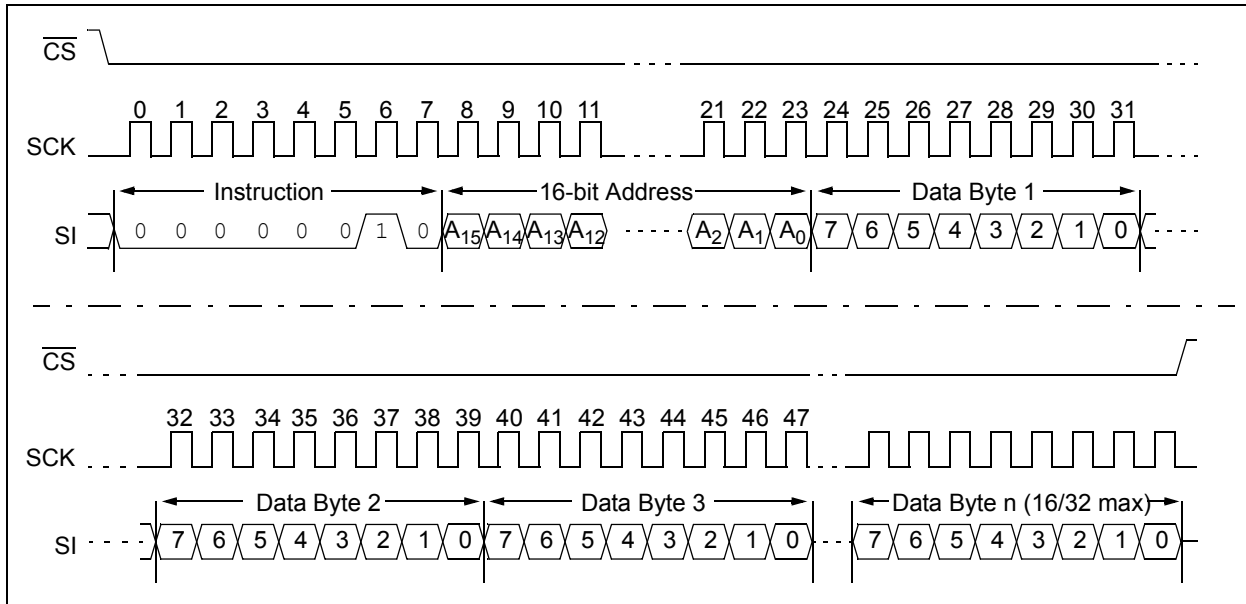 CS
0 1 2 3 4 5 6 7 8 9 10 11 21 22 23 24 25 26 27 28 29 30 31
SCK
Instruction 16-bit Address Data Byte 1
SI 0 0 0 0 0 0 1 0 A15 A14 A13 A12 A2 A1 A0 7 6 5 4 3 2 1 0
CS
32 33 34 35 36 37 38 39 40 41 42 43 44 45 46 47
SCK
Data Byte 2 Data Byte 3 Data Byte n (16/32 max)
SI 7 6 5 4 3 2 1 0 7 6 5 4 3 2 1 0 7 6 5 4 3 2 1 0